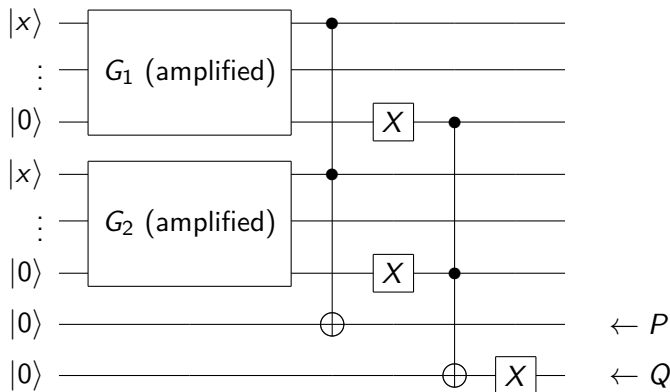 |x⟩
⋮ G₁ (amplified)
|0⟩ X
|x⟩
⋮ G₂ (amplified)
|0⟩ X
|0⟩ ← P
|0⟩ X ← Q